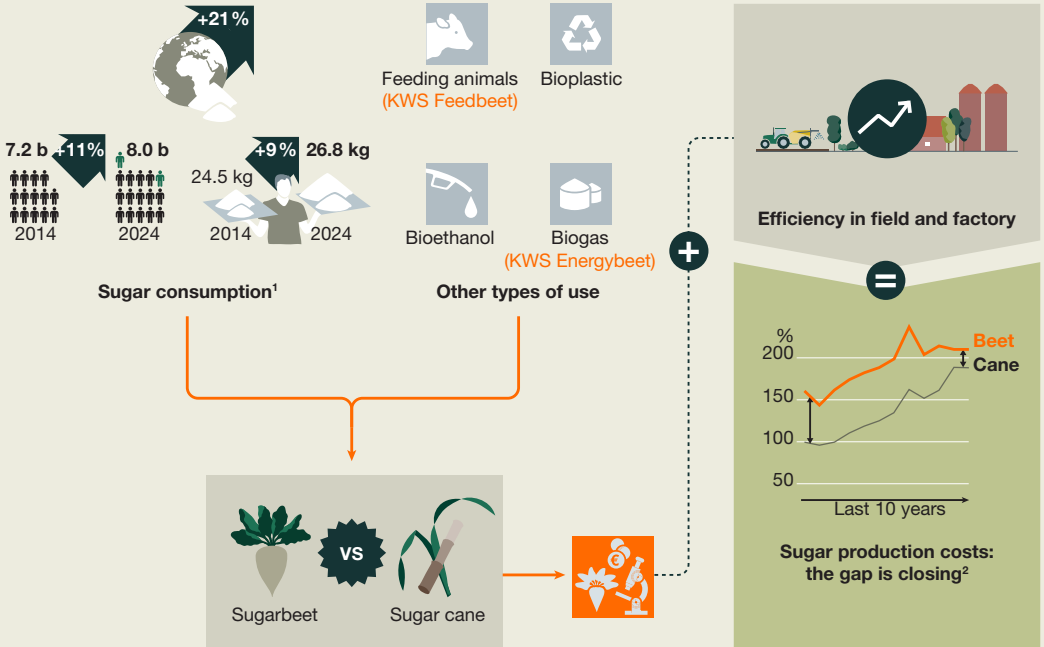 +21 %
7.2 b
+11%
8.0 b
2014
2024
+9 %
26.8 kg
24.5 kg
2014
2024
Sugar consumption¹
Feeding animals
(KWS Feedbeet)
Bioplastic
Bioethanol
Biogas
(KWS Energybeet)
Other types of use
Sugarbeet
VS
Sugar cane
€
+
Efficiency in field and factory
=
%
200
150
100
50
Beet
Cane
Last 10 years
Sugar production costs:
the gap is closing²